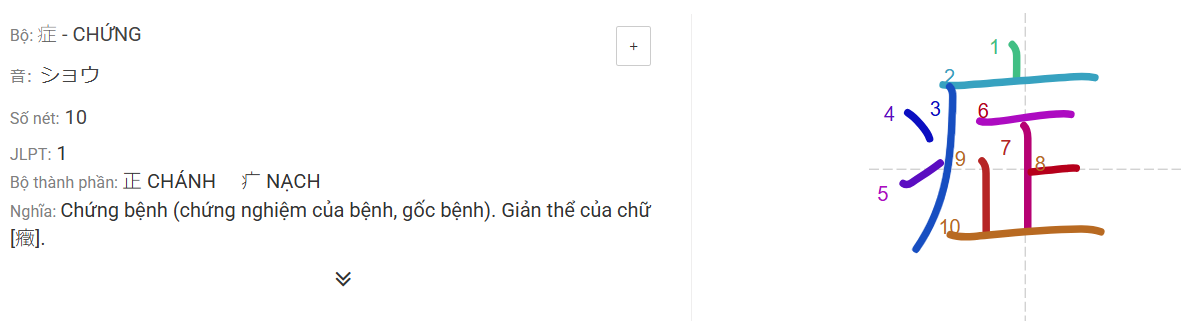 Bộ: 症 - CHỨNG
+
音: ショウ
Số nét: 10
JLPT: 1
Bộ thành phần: 正 CHÁNH 疒 NẠCH
Nghĩa: Chứng bệnh (chứng nghiệm của bệnh, gốc bệnh). Giản thể của chữ
[癥].
症
1
2
3
4
5
6
7
8
9
10